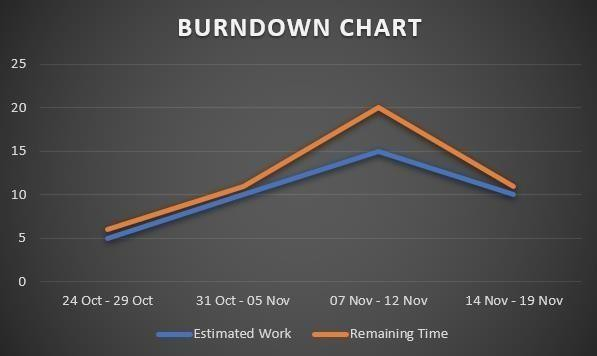 BURNDOWN CHART
25
20
15
10
5
0
24 Oct - 29 Oct 31 Oct - 05 Nov 07 Nov - 12 Nov 14 Nov - 19 Nov
Estimated Work Remaining Time